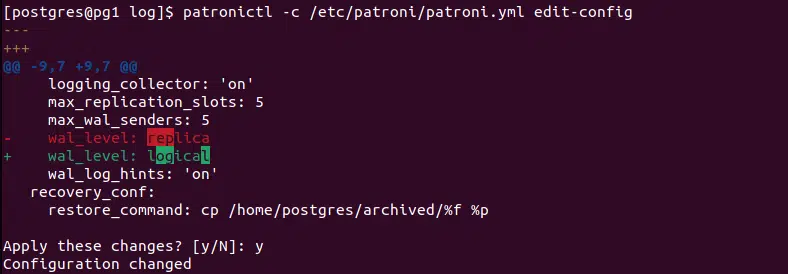 [postgres@pg1 log]$ patronictl -c /etc/patroni/patroni.yml edit-config
---
+++
@@ -9,7 +9,7 @@
     logging_collector: 'on'
     max_replication_slots: 5
     max_wal_senders: 5
-    wal_level: replica
+    wal_level: logical
     wal_log_hints: 'on'
   recovery_conf:
     restore_command: cp /home/postgres/archived/%f %p
Apply these changes? [y/N]: y
Configuration changed